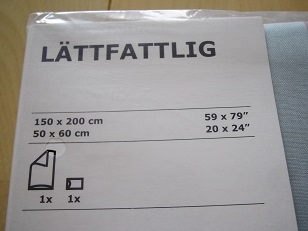 LÄTTFATTLIG
150 x 200 cm 59 x 79”
50 x 60 cm 20 x 24”
1x 1x